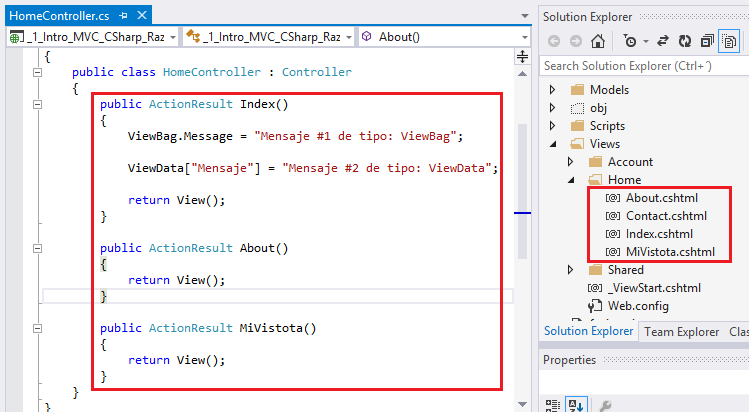 HomeController.cs
_1_Intro_MVC_CSharp_Raz
_1_Intro_MVC_CSharp_Raz
About()
{
public class HomeController : Controller
{
public ActionResult Index()
{
ViewBag.Message = "Mensaje #1 de tipo: ViewBag";
ViewData["Mensaje"] = "Mensaje #2 de tipo: ViewData";
return View();
}
public ActionResult About()
{
return View();
}
public ActionResult MiVistota()
{
return View();
}
}
}
Solution Explorer
Search Solution Explorer (Ctrl+´)
Models
obj
Scripts
Views
Account
Home
[@] About.cshtml
[@] Contact.cshtml
[@] Index.cshtml
[@] MiVistota.cshtml
Shared
[@] _ViewStart.cshtml
Web.config
Solution Explorer
Team Explorer
Clas
Properties